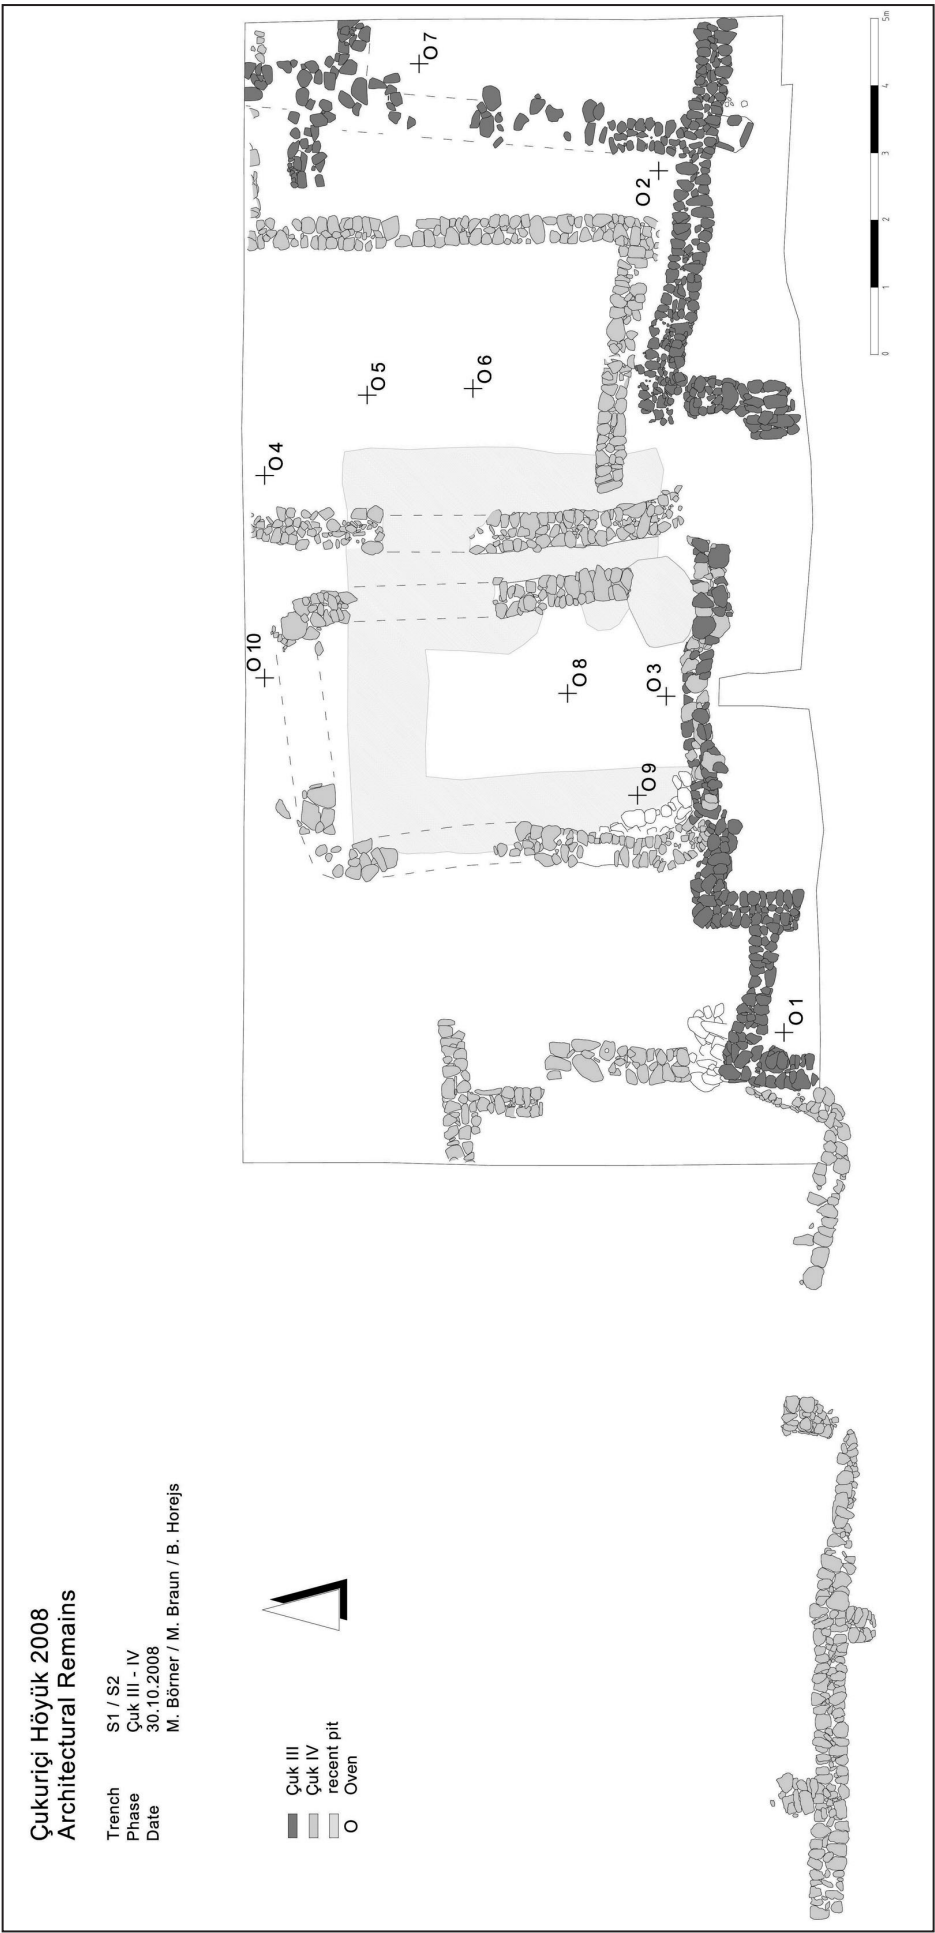 Çukuriçi Höyük 2008
Architectural Remains
Trench S1 / S2
Phase Çuk III - IV
Date 30.10.2008
M. Börner / M. Braun / B. Horejs
Çuk III
Çuk IV
recent pit
O Oven
O10
O4
O5
O7
O6
O8
O9
O3
O2
O1
0 1 2 3 4 5m